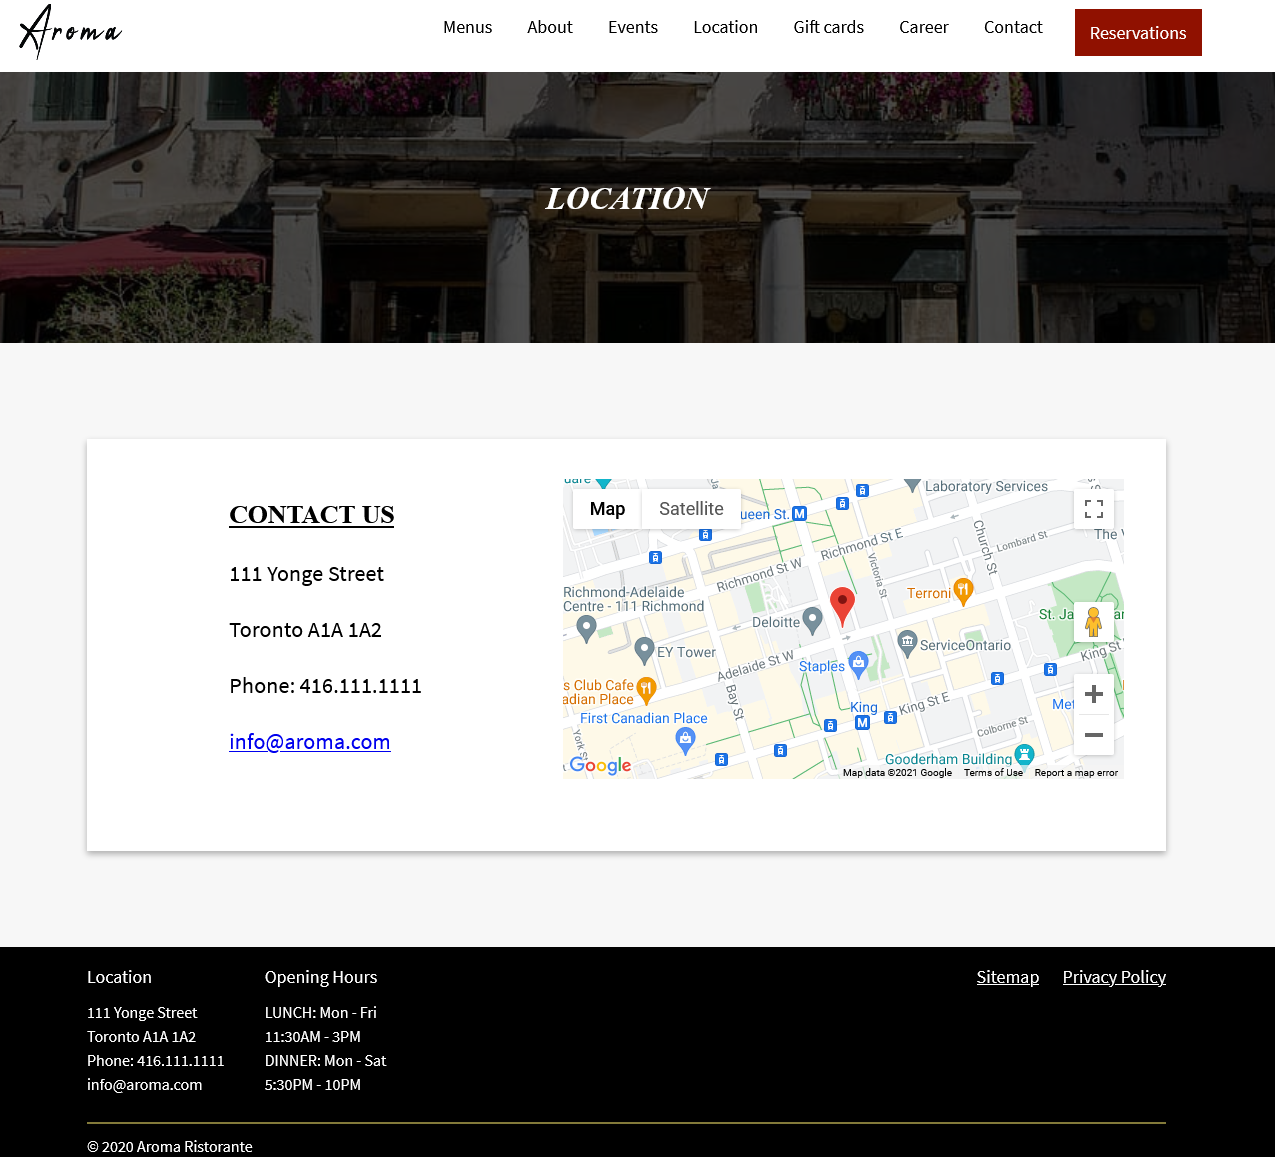 Aroma
Menus About Events Location Gift cards Career Contact Reservations
LOCATION
CONTACT US
111 Yonge Street
Toronto A1A 1A2
Phone: 416.111.1111
info@aroma.com
Map Satellite
Laboratory Services
ueen St.
Richmond St E
Church St
Lombard St
The V
Richmond St W
Victoria St
Richmond-Adelaide
Centre - 111 Richmond
Terroni
Deloitte
St. Ja
an
EY Tower
ServiceOntario
King St
Adelaide St W
Staples
s Club Cafe
adian Place
Bay St
King St E
King
Met
First Canadian Place
York St
Colborne St
Gooderham Building
Google
Map data ©2021 Google Terms of Use Report a map error
Location
111 Yonge Street
Toronto A1A 1A2
Phone: 416.111.1111
info@aroma.com
Opening Hours
LUNCH: Mon - Fri
11:30AM - 3PM
DINNER: Mon - Sat
5:30PM - 10PM
Sitemap Privacy Policy
© 2020 Aroma Ristorante